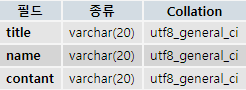 필드 종류 Collation
title varchar(20) utf8_general_ci
name varchar(20) utf8_general_ci
contant varchar(20) utf8_general_ci